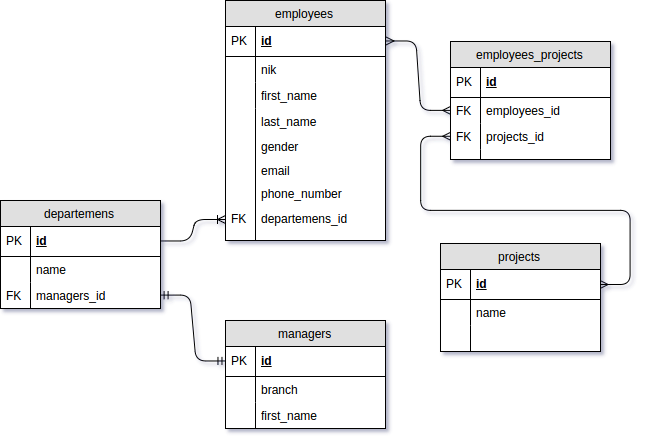 employees
PK id
nik
first_name
last_name
gender
email
phone_number
FK departemens_id
employees_projects
PK id
FK employees_id
FK projects_id
departemens
PK id
name
FK managers_id
projects
PK id
name
managers
PK id
branch
first_name